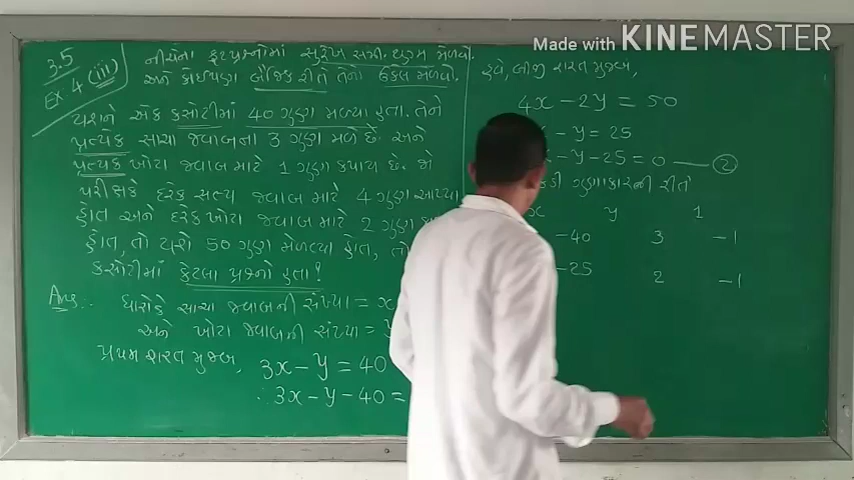 Made with KINEMASTER
3.5
Ex. 4 (iii)
નીચેના કૂટપ્રશ્નોમાં સુરેખ સમી. યુગ્મ મેળવો.
અને કોઈપણ બૈજિક રીતે તેનો ઉકેલ મેળવો.
યશને એક કસોટીમાં 40 ગુણ મળ્યા હતા. તેને
પ્રત્યેક સાચા જવાબના 3 ગુણ મળે છે. અને
પ્રત્યેક ખોટા જવાબ માટે 1 ગુણ કપાય છે. જો
પરીક્ષકે દરેક સત્ય જવાબ માટે 4 ગુણ આપ્યા
હોત અને દરેક ખોટા જવાબ માટે 2 ગુણ
હોત, તો યશે 50 ગુણ મેળવ્યા હોત, તો
કસોટીમાં કેટલા પ્રશ્નો હતા?
Ans..
ધારોકે સાચા જવાબની સંખ્યા = x
અને ખોટા જવાબની સંખ્યા = y
પ્રથમ શરત મુજબ,
3x - y = 40
∴ 3x - y - 40 =
હવે, બીજી શરત મુજબ,
4x - 2y = 50
x - y = 25
x - y - 25 = 0 — ②
ગુણાકારની રીતે
x y 1
-40 3 -1
-25 2 -1